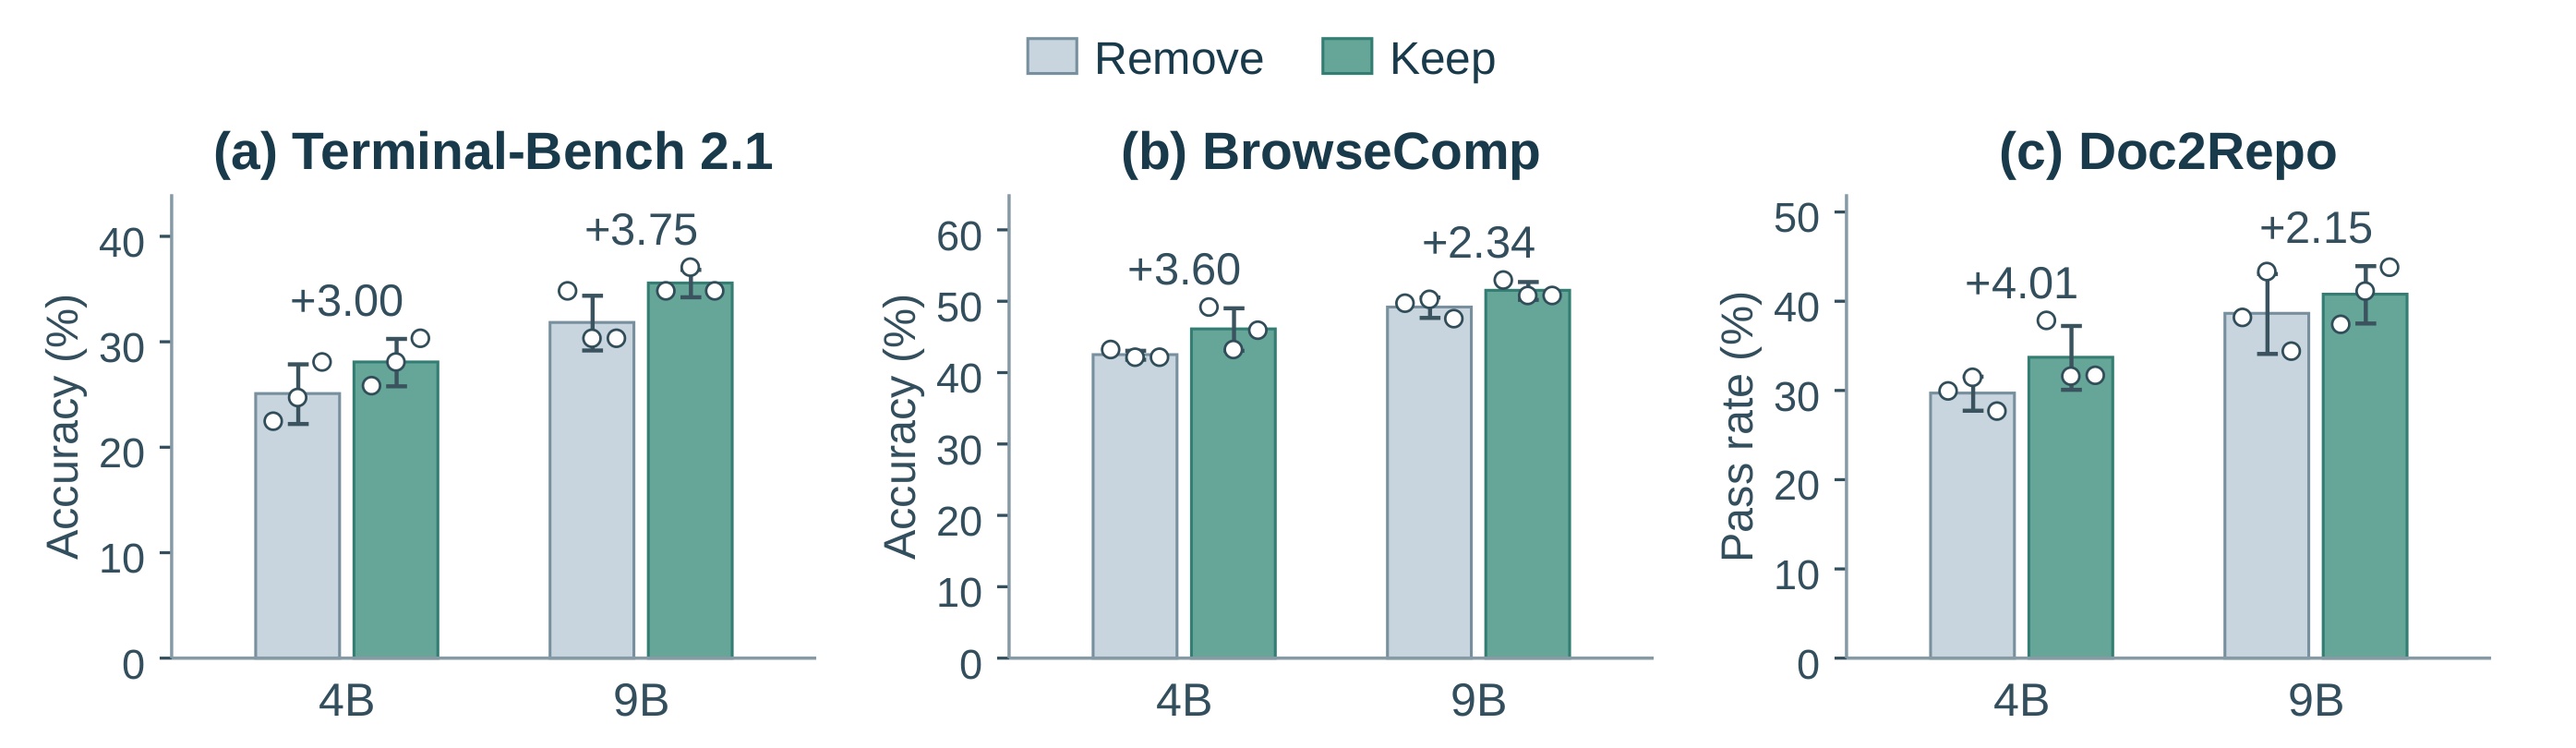 Remove Keep
(a) Terminal-Bench 2.1
Accuracy (%)
40
30
20
10
0
+3.00
+3.75
4B 9B
(b) BrowseComp
Accuracy (%)
60
50
40
30
20
10
0
+3.60
+2.34
4B 9B
(c) Doc2Repo
Pass rate (%)
50
40
30
20
10
0
+4.01
+2.15
4B 9B